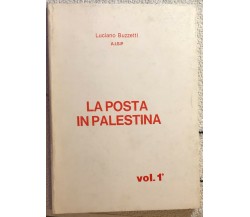 Luciano Buzzetti
A.I.S.P
LA POSTA
IN PALESTINA
vol. 1°